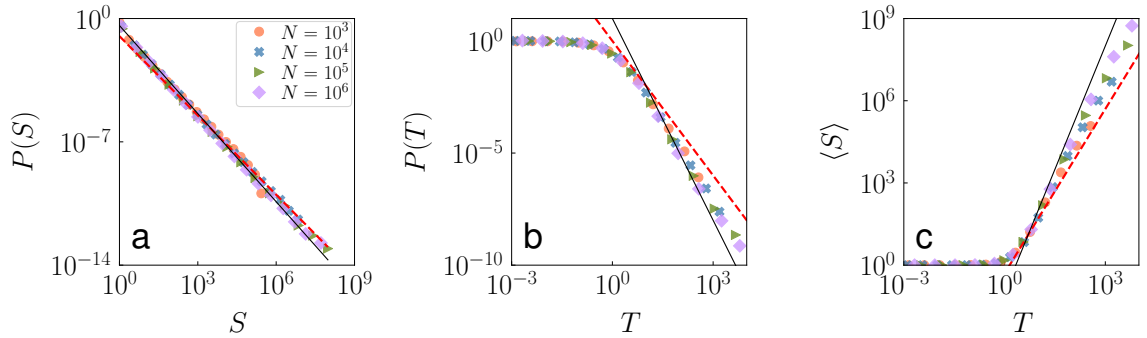 10^0
10^{-7}
10^{-14}
P(S)
10^0 10^3 10^6 10^9
S
a
N = 10^3
N = 10^4
N = 10^5
N = 10^6
10^0
10^{-5}
10^{-10}
P(T)
10^{-3} 10^0 10^3
T
b
10^9
10^6
10^3
10^0
⟨S⟩
10^{-3} 10^0 10^3
T
c